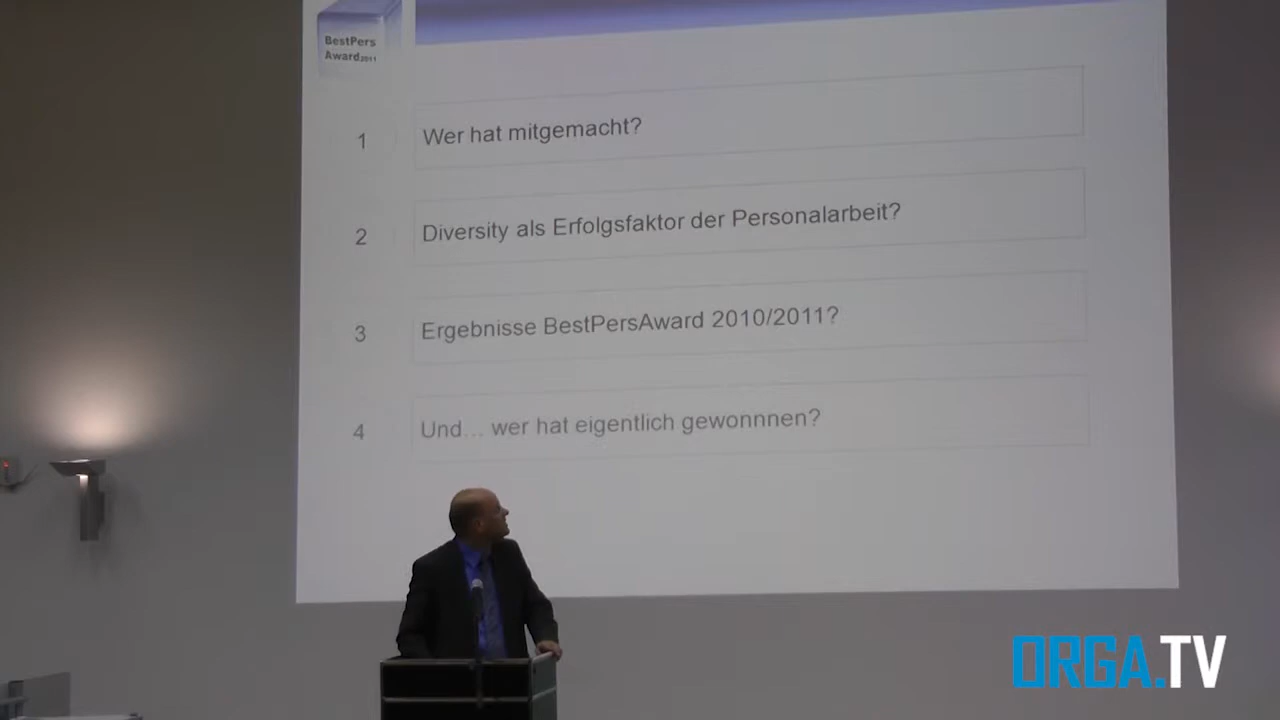 BestPers
Award2011
1 Wer hat mitgemacht?
2 Diversity als Erfolgsfaktor der Personalarbeit?
3 Ergebnisse BestPersAward 2010/2011?
4 Und... wer hat eigentlich gewonnnen?
ORGA.TV